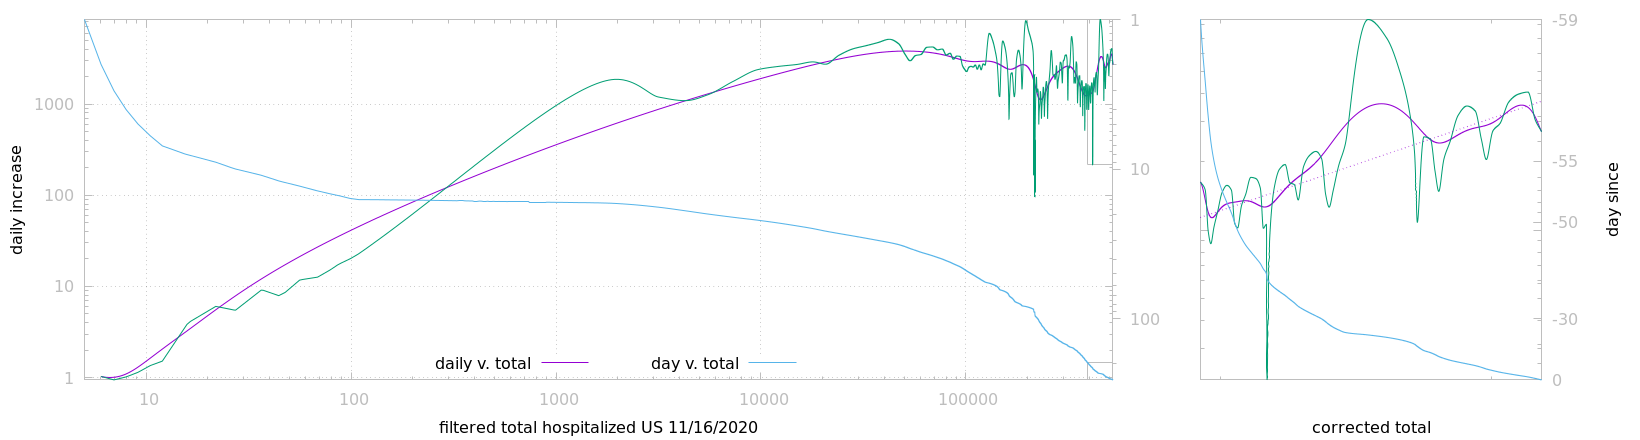 daily increase
1000
100
10
1
10
100
1000
10000
100000
1
10
100
daily v. total
day v. total
filtered total hospitalized US 11/16/2020
-59
-55
-50
-30
0
day since
corrected total